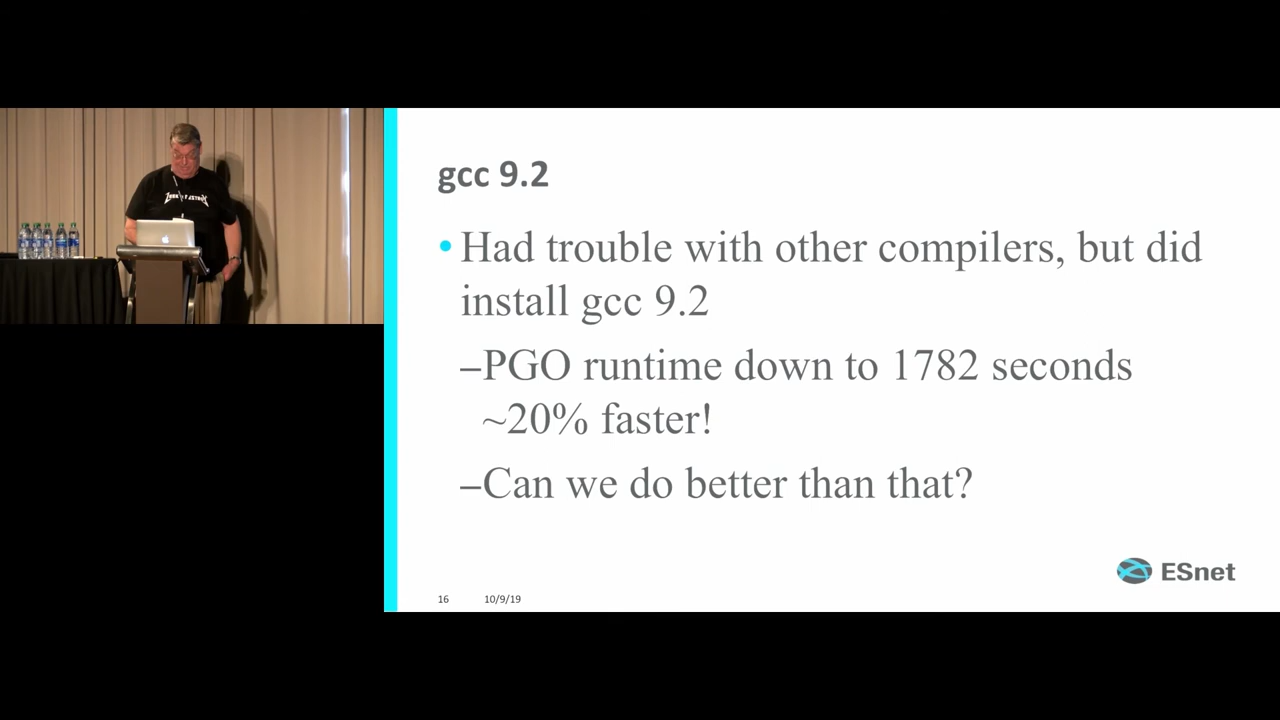 gcc 9.2
• Had trouble with other compilers, but did
install gcc 9.2
–PGO runtime down to 1782 seconds
~20% faster!
–Can we do better than that?
ESnet
16 10/9/19